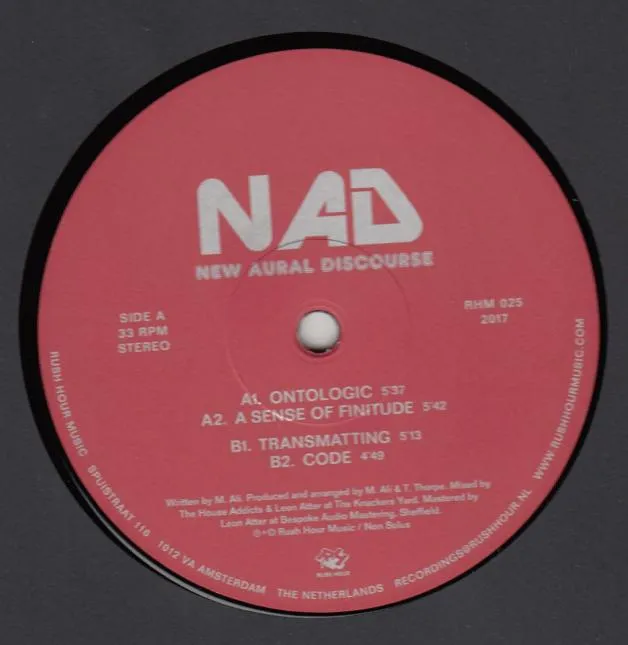 NAD
NEW AURAL DISCOURSE
SIDE A
33 RPM
STEREO
RHM 025
2017
A1. ONTOLOGIC 5'37
A2. A SENSE OF FINITUDE 5'42
B1. TRANSMATTING 5'13
B2. CODE 4'49
Written by M. Ali. Produced and arranged by M. Ali & T. Thorpe. Mixed by
The House Addicts & Leon Atter at The Knackers Yard. Mastered by
Leon Atter at Bespoke Audio Mastering, Sheffield.
℗+© Rush Hour Music / Non Solus
RUSH HOUR
RUSH HOUR MUSIC SPUISTRAAT 116 1012 VA AMSTERDAM THE NETHERLANDS RECORDINGS@RUSHHOUR.NL WWW.RUSHHOURMUSIC.COM